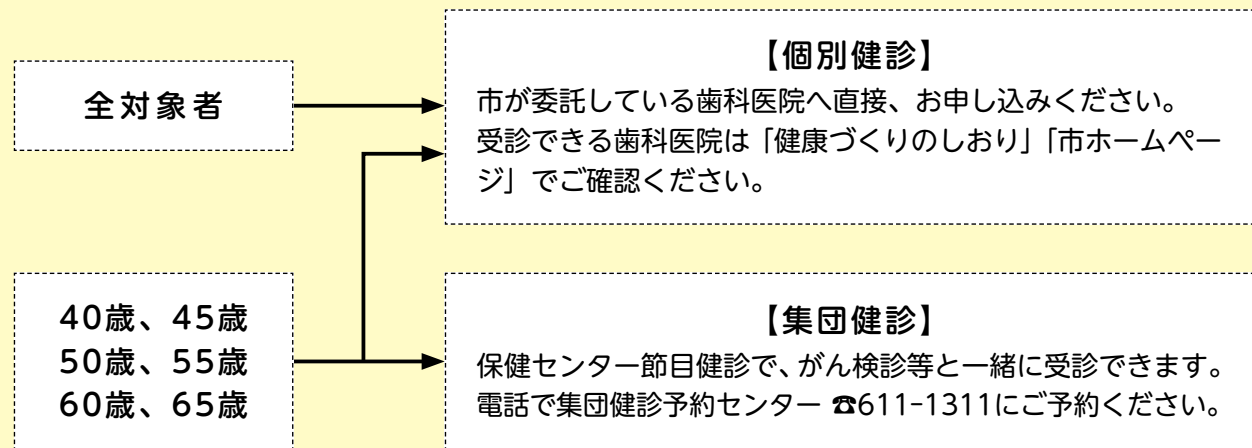 全対象者
【個別健診】
市が委託している歯科医院へ直接、お申し込みください。
受診できる歯科医院は「健康づくりのしおり」「市ホームペー
ジ」でご確認ください。
40歳、45歳
50歳、55歳
60歳、65歳
【集団健診】
保健センター節目健診で、がん検診等と一緒に受診できます。
電話で集団健診予約センター ☎611-1311にご予約ください。